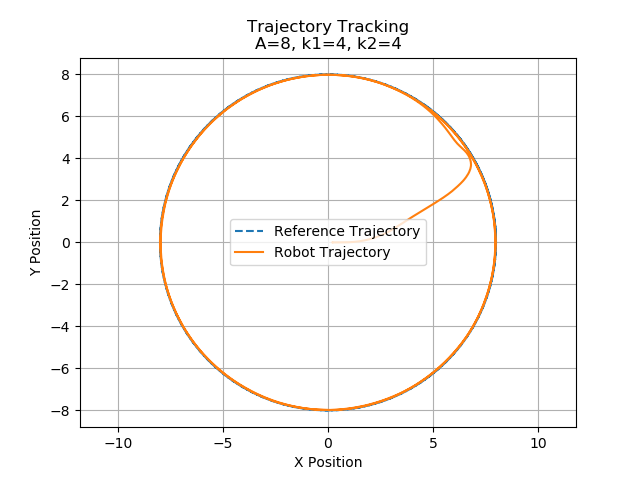 Trajectory Tracking
A=8, k1=4, k2=4
8
6
4
2
0
−2
−4
−6
−8
Y Position
Reference Trajectory
Robot Trajectory
−10 −5 0 5 10
X Position